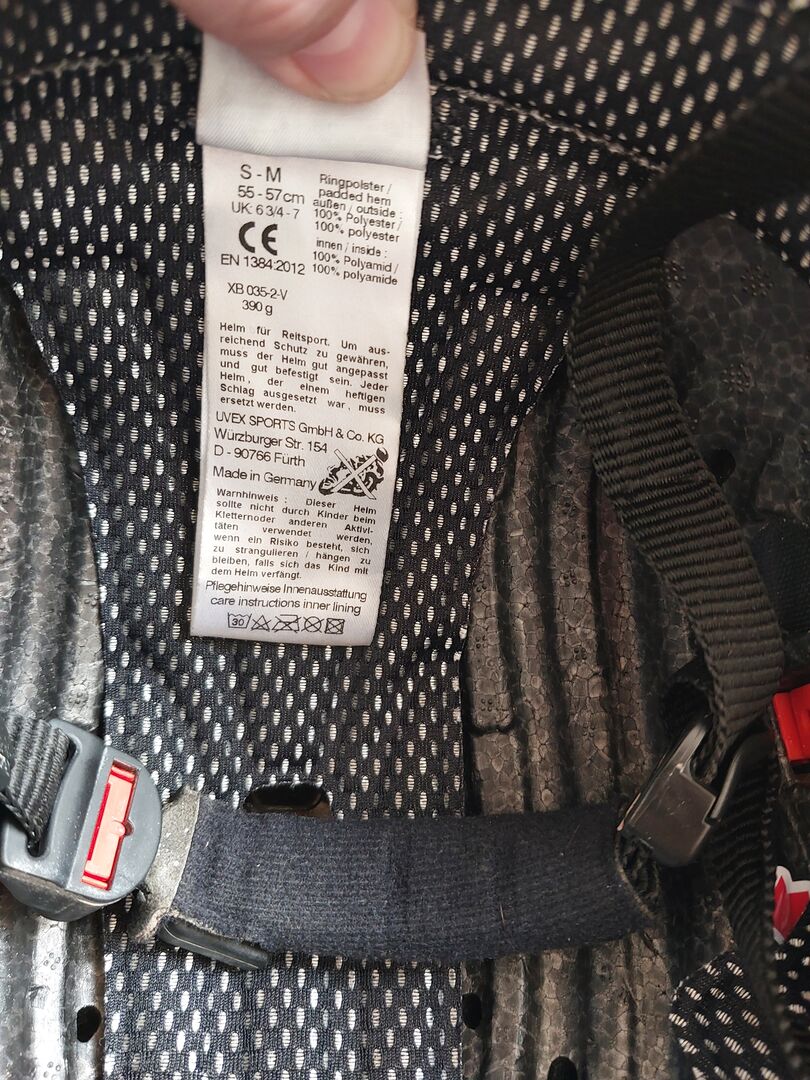 S - M
55 - 57cm
UK: 6 3/4 - 7
CE
EN 1384:2012
XB 035-2-V
390 g
Ringpolster /
padded hem
außen / outside :
100% Polyester /
100% polyester
innen / inside :
100% Polyamid /
100% polyamide
Helm für Reitsport. Um aus-
reichend Schutz zu gewähren,
muss der Helm gut angepasst
und gut befestigt sein. Jeder
Helm, der einem heftigen
Schlag ausgesetzt war, muss
ersetzt werden.
UVEX SPORTS GmbH & Co. KG
Würzburger Str. 154
D - 90766 Fürth
Made in Germany
Warnhinweis : Dieser Helm
sollte nicht durch Kinder beim
Kletternoder anderen Aktivi-
täten verwendet werden,
wenn ein Risiko besteht, sich
zu strangulieren / hängen zu
bleiben, falls sich das Kind mit
dem Helm verfängt.
Pflegehinweise Innenausstattung
care instructions inner lining
30